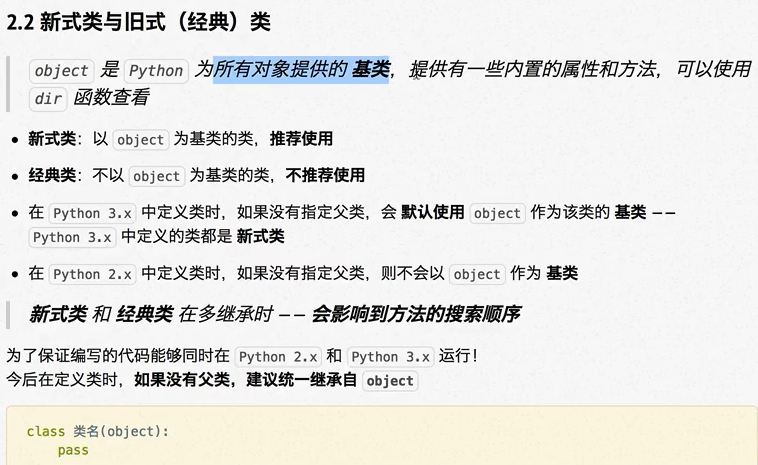 2.2 新式类与旧式（经典）类
object 是 Python 为所有对象提供的 基类，提供有一些内置的属性和方法，可以使用
dir 函数查看
• 新式类：以 object 为基类的类，推荐使用
• 经典类：不以 object 为基类的类，不推荐使用
• 在 Python 3.x 中定义类时，如果没有指定父类，会 默认使用 object 作为该类的 基类 ——
Python 3.x 中定义的类都是 新式类
• 在 Python 2.x 中定义类时，如果没有指定父类，则不会以 object 作为 基类
新式类 和 经典类 在多继承时 —— 会影响到方法的搜索顺序
为了保证编写的代码能够同时在 Python 2.x 和 Python 3.x 运行！
今后在定义类时，如果没有父类，建议统一继承自 object
class 类名(object):
pass